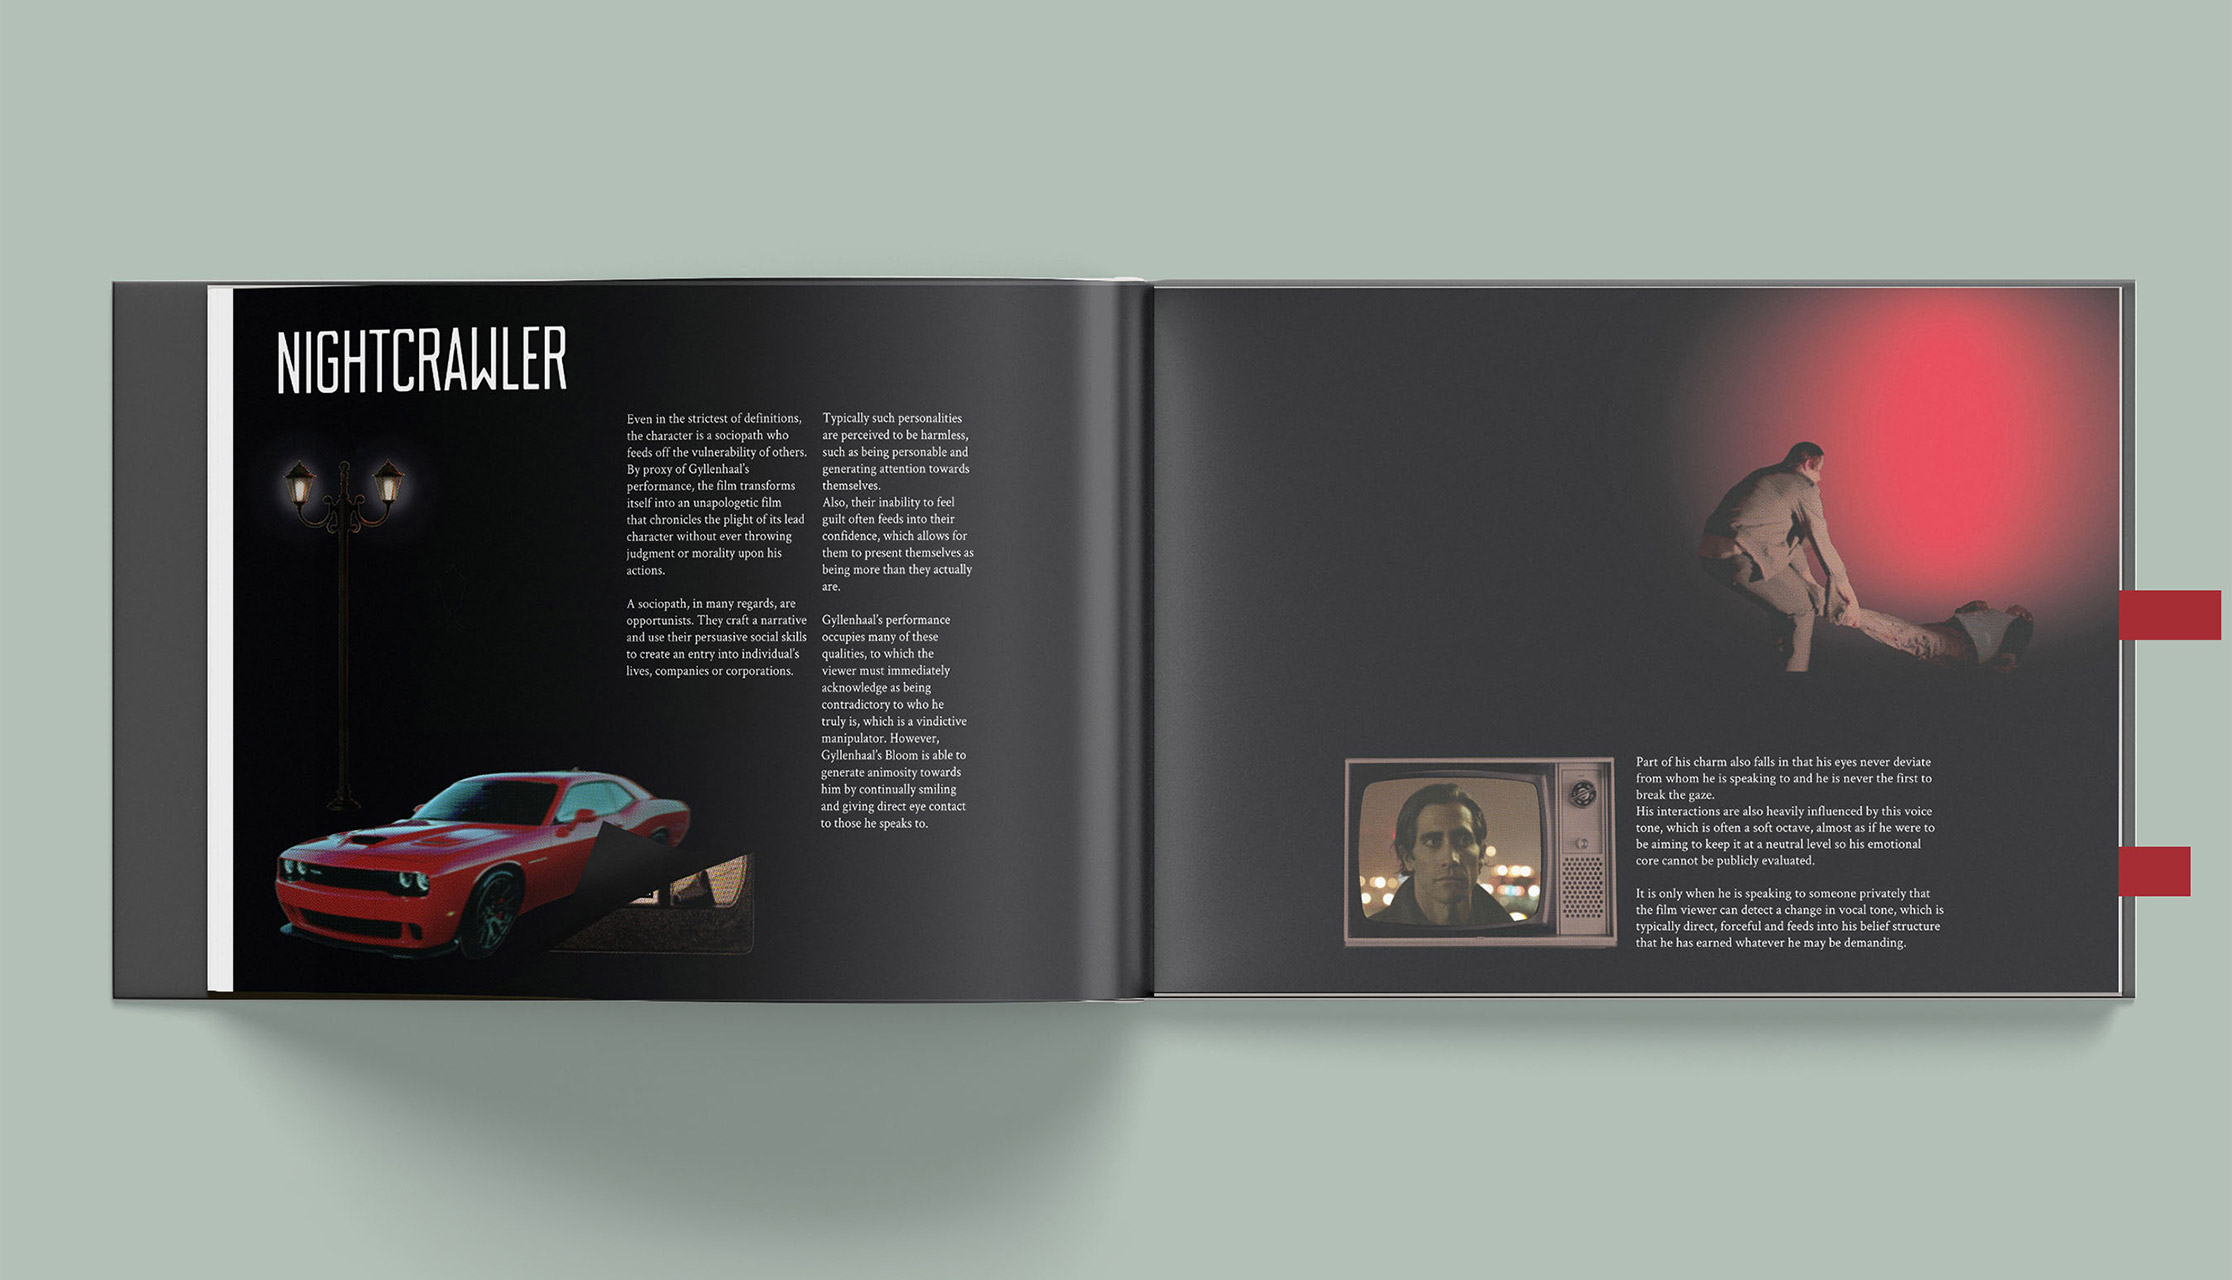 NIGHTCRAWLER
Even in the strictest of definitions,
the character is a sociopath who
feeds off the vulnerability of others.
By proxy of Gyllenhaal's
performance, the film transforms
itself into an unapologetic film
that chronicles the plight of its lead
character without ever throwing
judgment or morality upon his
actions.
A sociopath, in many regards, are
opportunists. They craft a narrative
and use their persuasive social skills
to create an entry into individual's
lives, companies or corporations.
Typically such personalities
are perceived to be harmless,
such as being personable and
generating attention towards
themselves.
Also, their inability to feel
guilt often feeds into their
confidence, which allows for
them to present themselves as
being more than they actually
are.
Gyllenhaal's performance
occupies many of these
qualities, to which the
viewer must immediately
acknowledge as being
contradictory to who he
truly is, which is a vindictive
manipulator. However,
Gyllenhaal's Bloom is able to
generate animosity towards
him by continually smiling
and giving direct eye contact
to those he speaks to.
Part of his charm also falls in that his eyes never deviate
from whom he is speaking to and he is never the first to
break the gaze.
His interactions are also heavily influenced by this voice
tone, which is often a soft octave, almost as if he were to
be aiming to keep it at a neutral level so his emotional
core cannot be publicly evaluated.
It is only when he is speaking to someone privately that
the film viewer can detect a change in vocal tone, which is
typically direct, forceful and feeds into his belief structure
that he has earned whatever he may be demanding.